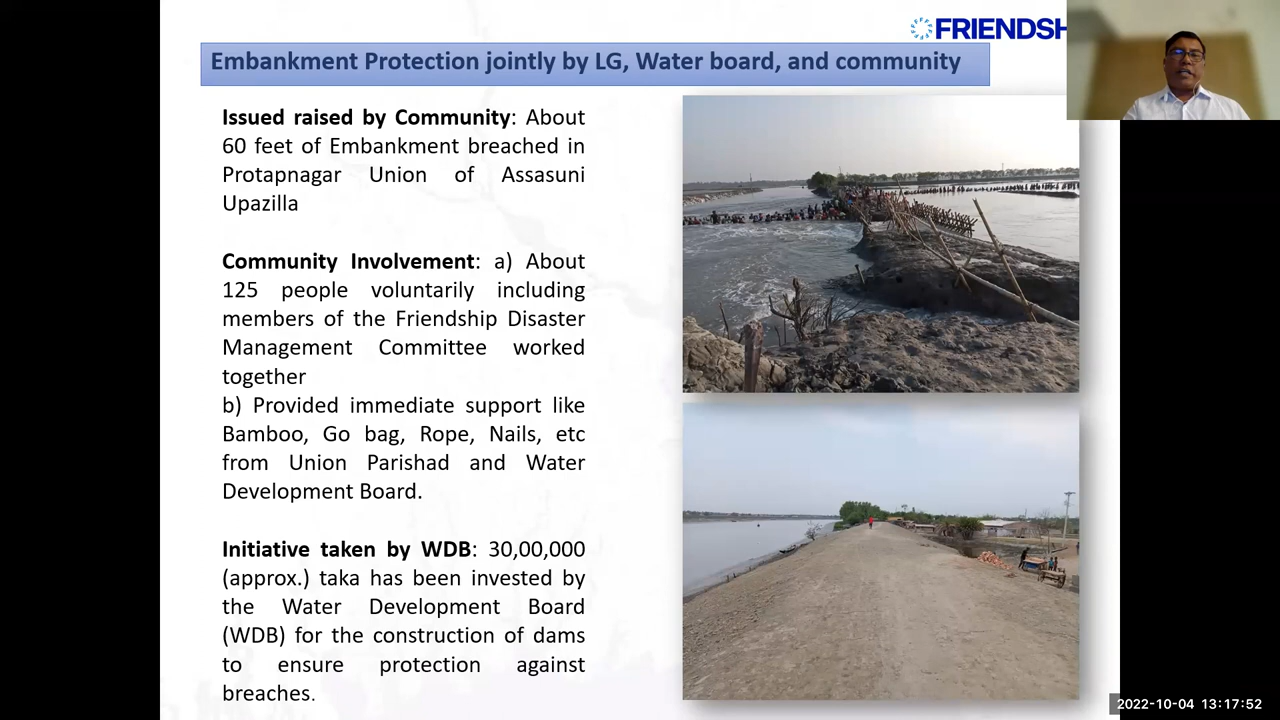 FRIENDSH
Embankment Protection jointly by LG, Water board, and community
Issued raised by Community: About
60 feet of Embankment breached in
Protapnagar Union of Assasuni
Upazilla
Community Involvement: a) About
125 people voluntarily including
members of the Friendship Disaster
Management Committee worked
together
b) Provided immediate support like
Bamboo, Go bag, Rope, Nails, etc
from Union Parishad and Water
Development Board.
Initiative taken by WDB: 30,00,000
(approx.) taka has been invested by
the Water Development Board
(WDB) for the construction of dams
to ensure protection against
breaches.
2022-10-04 13:17:52